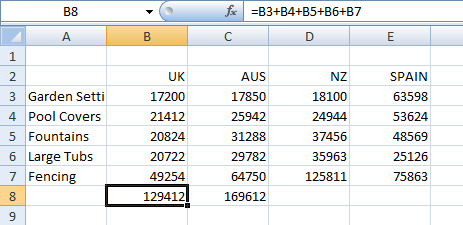 B8 =B3+B4+B5+B6+B7
A B C D E
1
2 UK AUS NZ SPAIN
3 Garden Setti 17200 17850 18100 63598
4 Pool Covers 21412 25942 24944 53624
5 Fountains 20824 31288 37456 48569
6 Large Tubs 20722 29782 35963 25126
7 Fencing 49254 64750 125811 75863
8 129412 169612
9